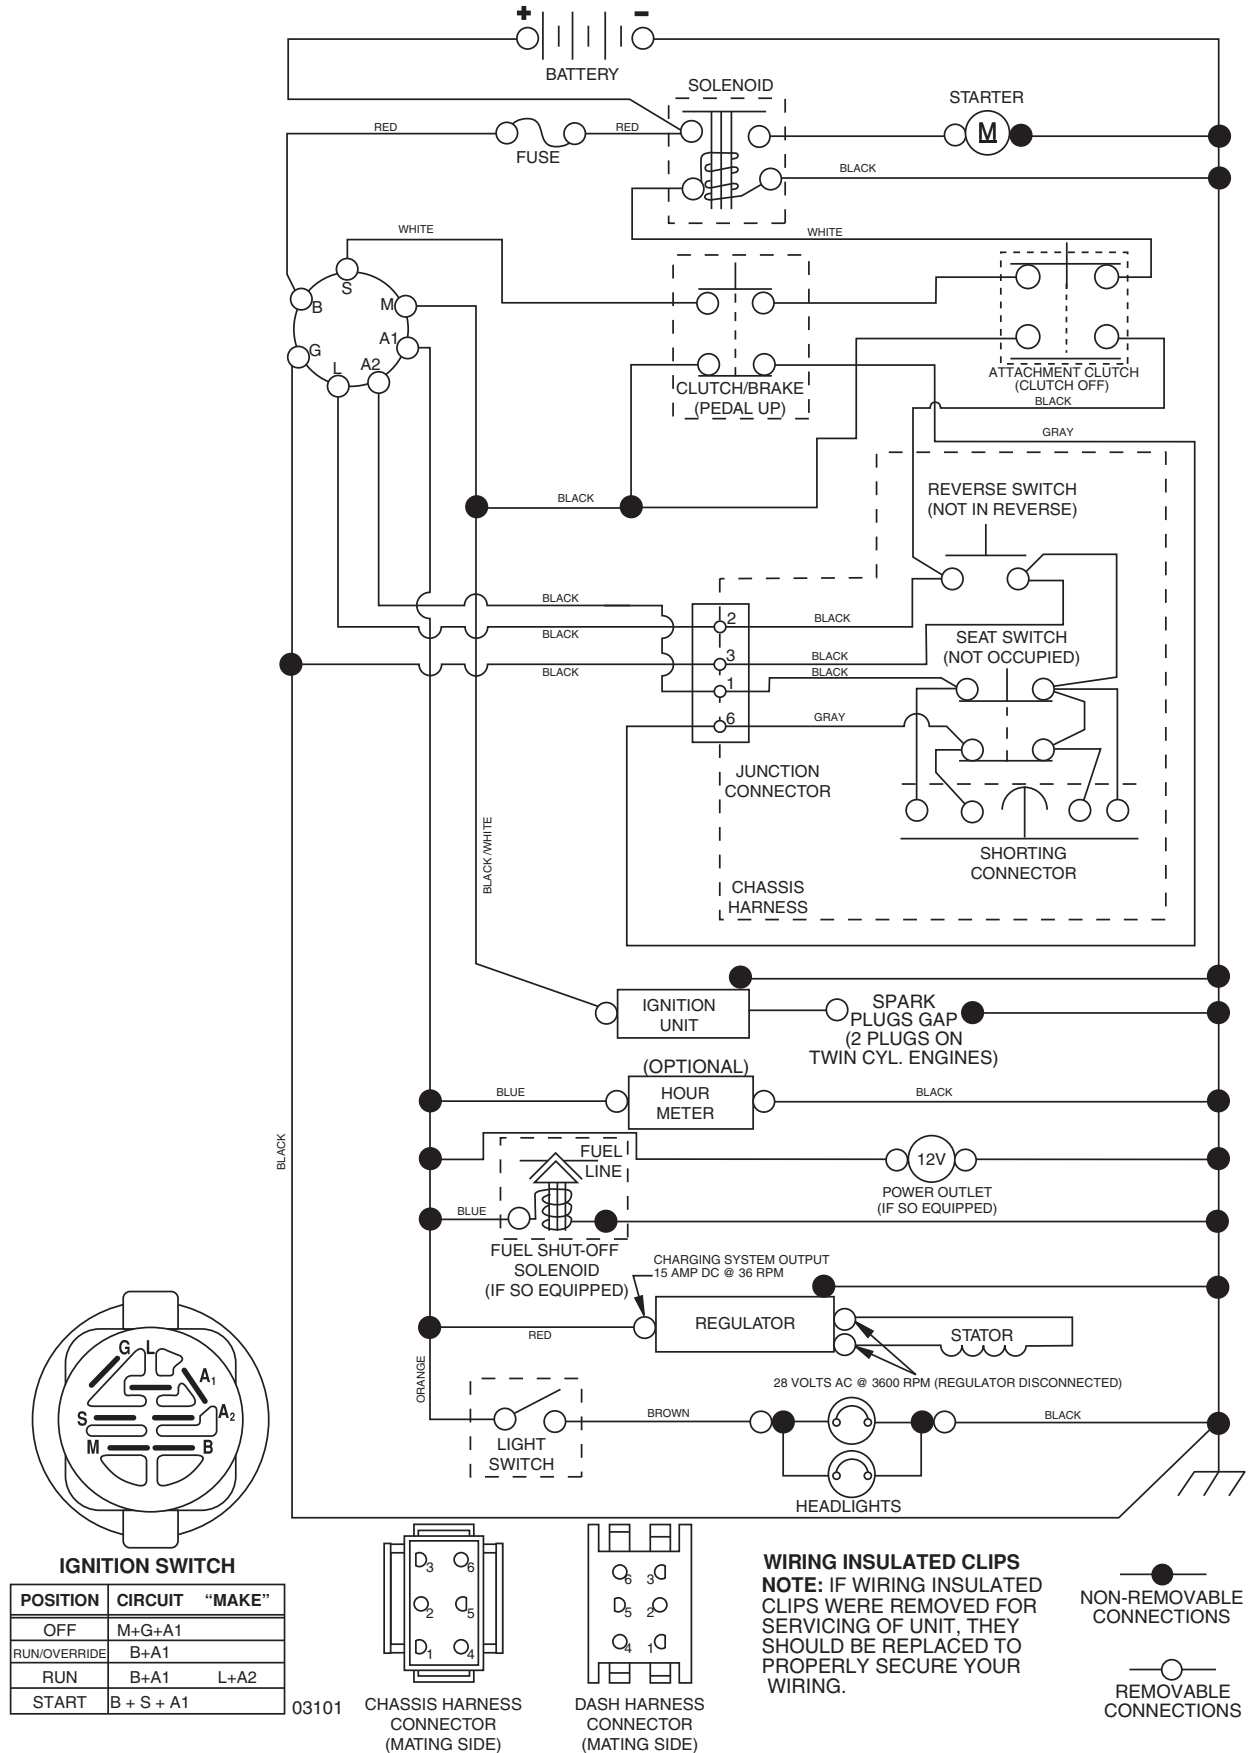 + −
BATTERY
SOLENOID
STARTER
M
RED
FUSE
RED
BLACK
WHITE
WHITE
S
B
M
A1
G
L
A2
CLUTCH/BRAKE
(PEDAL UP)
ATTACHMENT CLUTCH
(CLUTCH OFF)
BLACK
GRAY
BLACK
REVERSE SWITCH
(NOT IN REVERSE)
BLACK
BLACK
BLACK
2
3
1
6
BLACK
BLACK
BLACK
GRAY
SEAT SWITCH
(NOT OCCUPIED)
JUNCTION
CONNECTOR
SHORTING
CONNECTOR
CHASSIS
HARNESS
BLACK /WHITE
IGNITION
UNIT
SPARK
PLUGS GAP
(2 PLUGS ON
TWIN CYL. ENGINES)
(OPTIONAL)
HOUR
METER
BLUE
BLACK
BLACK
FUEL
LINE
12V
POWER OUTLET
(IF SO EQUIPPED)
BLUE
FUEL SHUT-OFF
SOLENOID
(IF SO EQUIPPED)
CHARGING SYSTEM OUTPUT
15 AMP DC @ 36 RPM
REGULATOR
STATOR
RED
28 VOLTS AC @ 3600 RPM (REGULATOR DISCONNECTED)
ORANGE
LIGHT
SWITCH
BROWN
BLACK
HEADLIGHTS
G L
A1
A2
S
M B
IGNITION SWITCH
POSITION CIRCUIT "MAKE"
OFF M+G+A1
RUN/OVERRIDE B+A1
RUN B+A1 L+A2
START B + S + A1
03101
3 6
2 5
1 4
CHASSIS HARNESS
CONNECTOR
(MATING SIDE)
6 3
5 2
4 1
DASH HARNESS
CONNECTOR
(MATING SIDE)
WIRING INSULATED CLIPS
NOTE: IF WIRING INSULATED
CLIPS WERE REMOVED FOR
SERVICING OF UNIT, THEY
SHOULD BE REPLACED TO
PROPERLY SECURE YOUR
WIRING.
NON-REMOVABLE
CONNECTIONS
REMOVABLE
CONNECTIONS